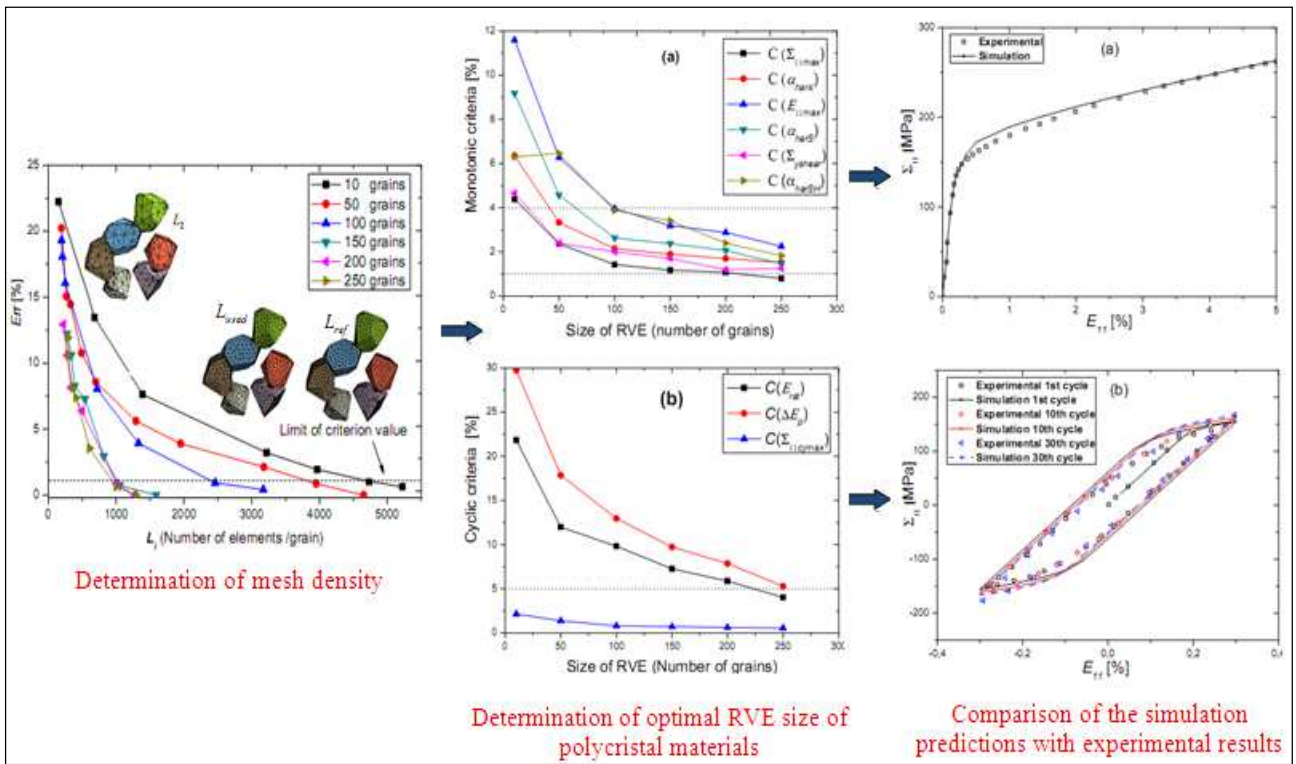 25
20
15
10
5
0
Err [%]
0
1000
2000
3000
4000
5000
L_i (Number of elements /grain)
10 grains
50 grains
100 grains
150 grains
200 grains
250 grains
L_2
L_ref
Limit of criterion value
Determination of mesh density
12
10
8
6
4
2
0
Monotonic criteria [%]
(a)
C (Σ_11max)
C (E_11max)
0
50
100
150
200
250
300
Size of RVE (number of grains)
30
25
20
15
10
5
0
Cyclic criteria [%]
(b)
C(ΔE_p)
0
50
100
150
200
250
Size of RVE (Number of grains)
Determination of optimal RVE size of
polycristal materials
300
200
100
0
Σ_11 [MPa]
Experimental
Simulation
(a)
0
1
2
3
4
5
E_11 [%]
200
100
0
-100
-200
Σ_11 [MPa]
Experimental 1st cycle
Simulation 1st cycle
Experimental 10th cycle
Simulation 10th cycle
Experimental 30th cycle
Simulation 30th cycle
(b)
-0,4
-0,2
0,0
0,2
E_11 [%]
Comparison of the simulation
predictions with experimental results